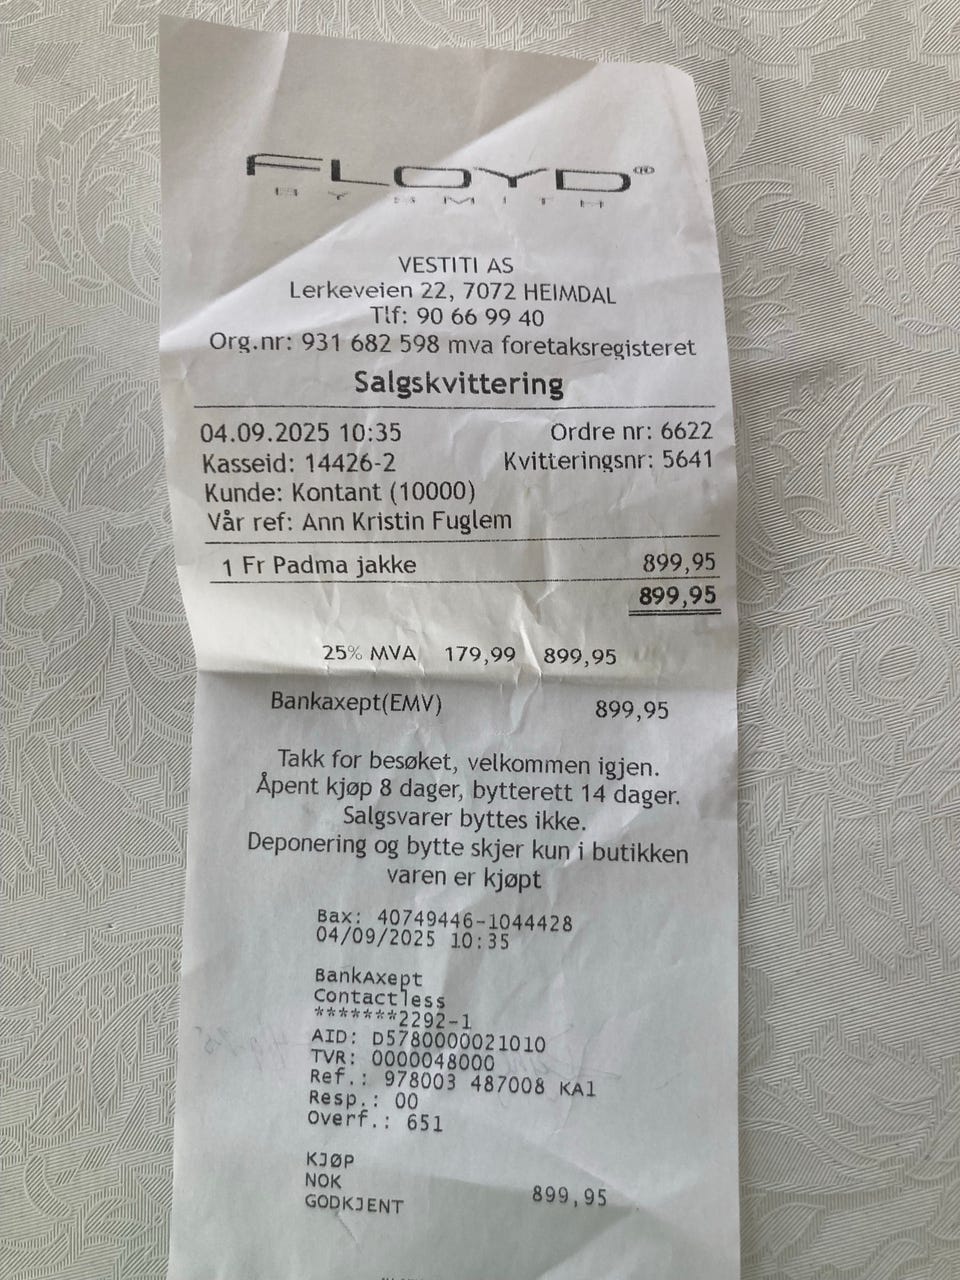 FLOYD®
BY SMITH
VESTITI AS
Lerkeveien 22, 7072 HEIMDAL
Tlf: 90 66 99 40
Org.nr: 931 682 598 mva foretaksregisteret
Salgskvittering
04.09.2025 10:35 Ordre nr: 6622
Kasseid: 14426-2 Kvitteringsnr: 5641
Kunde: Kontant (10000)
Vår ref: Ann Kristin Fuglem
1 Fr Padma jakke 899,95
899,95
25% MVA 179,99 899,95
Bankaxept(EMV) 899,95
Takk for besøket, velkommen igjen.
Åpent kjøp 8 dager, bytterett 14 dager.
Salgsvarer byttes ikke.
Deponering og bytte skjer kun i butikken
varen er kjøpt
Bax: 40749446-1044428
04/09/2025 10:35
BankAxept
Contactless
*******2292-1
AID: D5780000021010
TVR: 0000048000
Ref.: 978003 487008 KA1
Resp.: 00
Overf.: 651
KJØP
NOK 899,95
GODKJENT